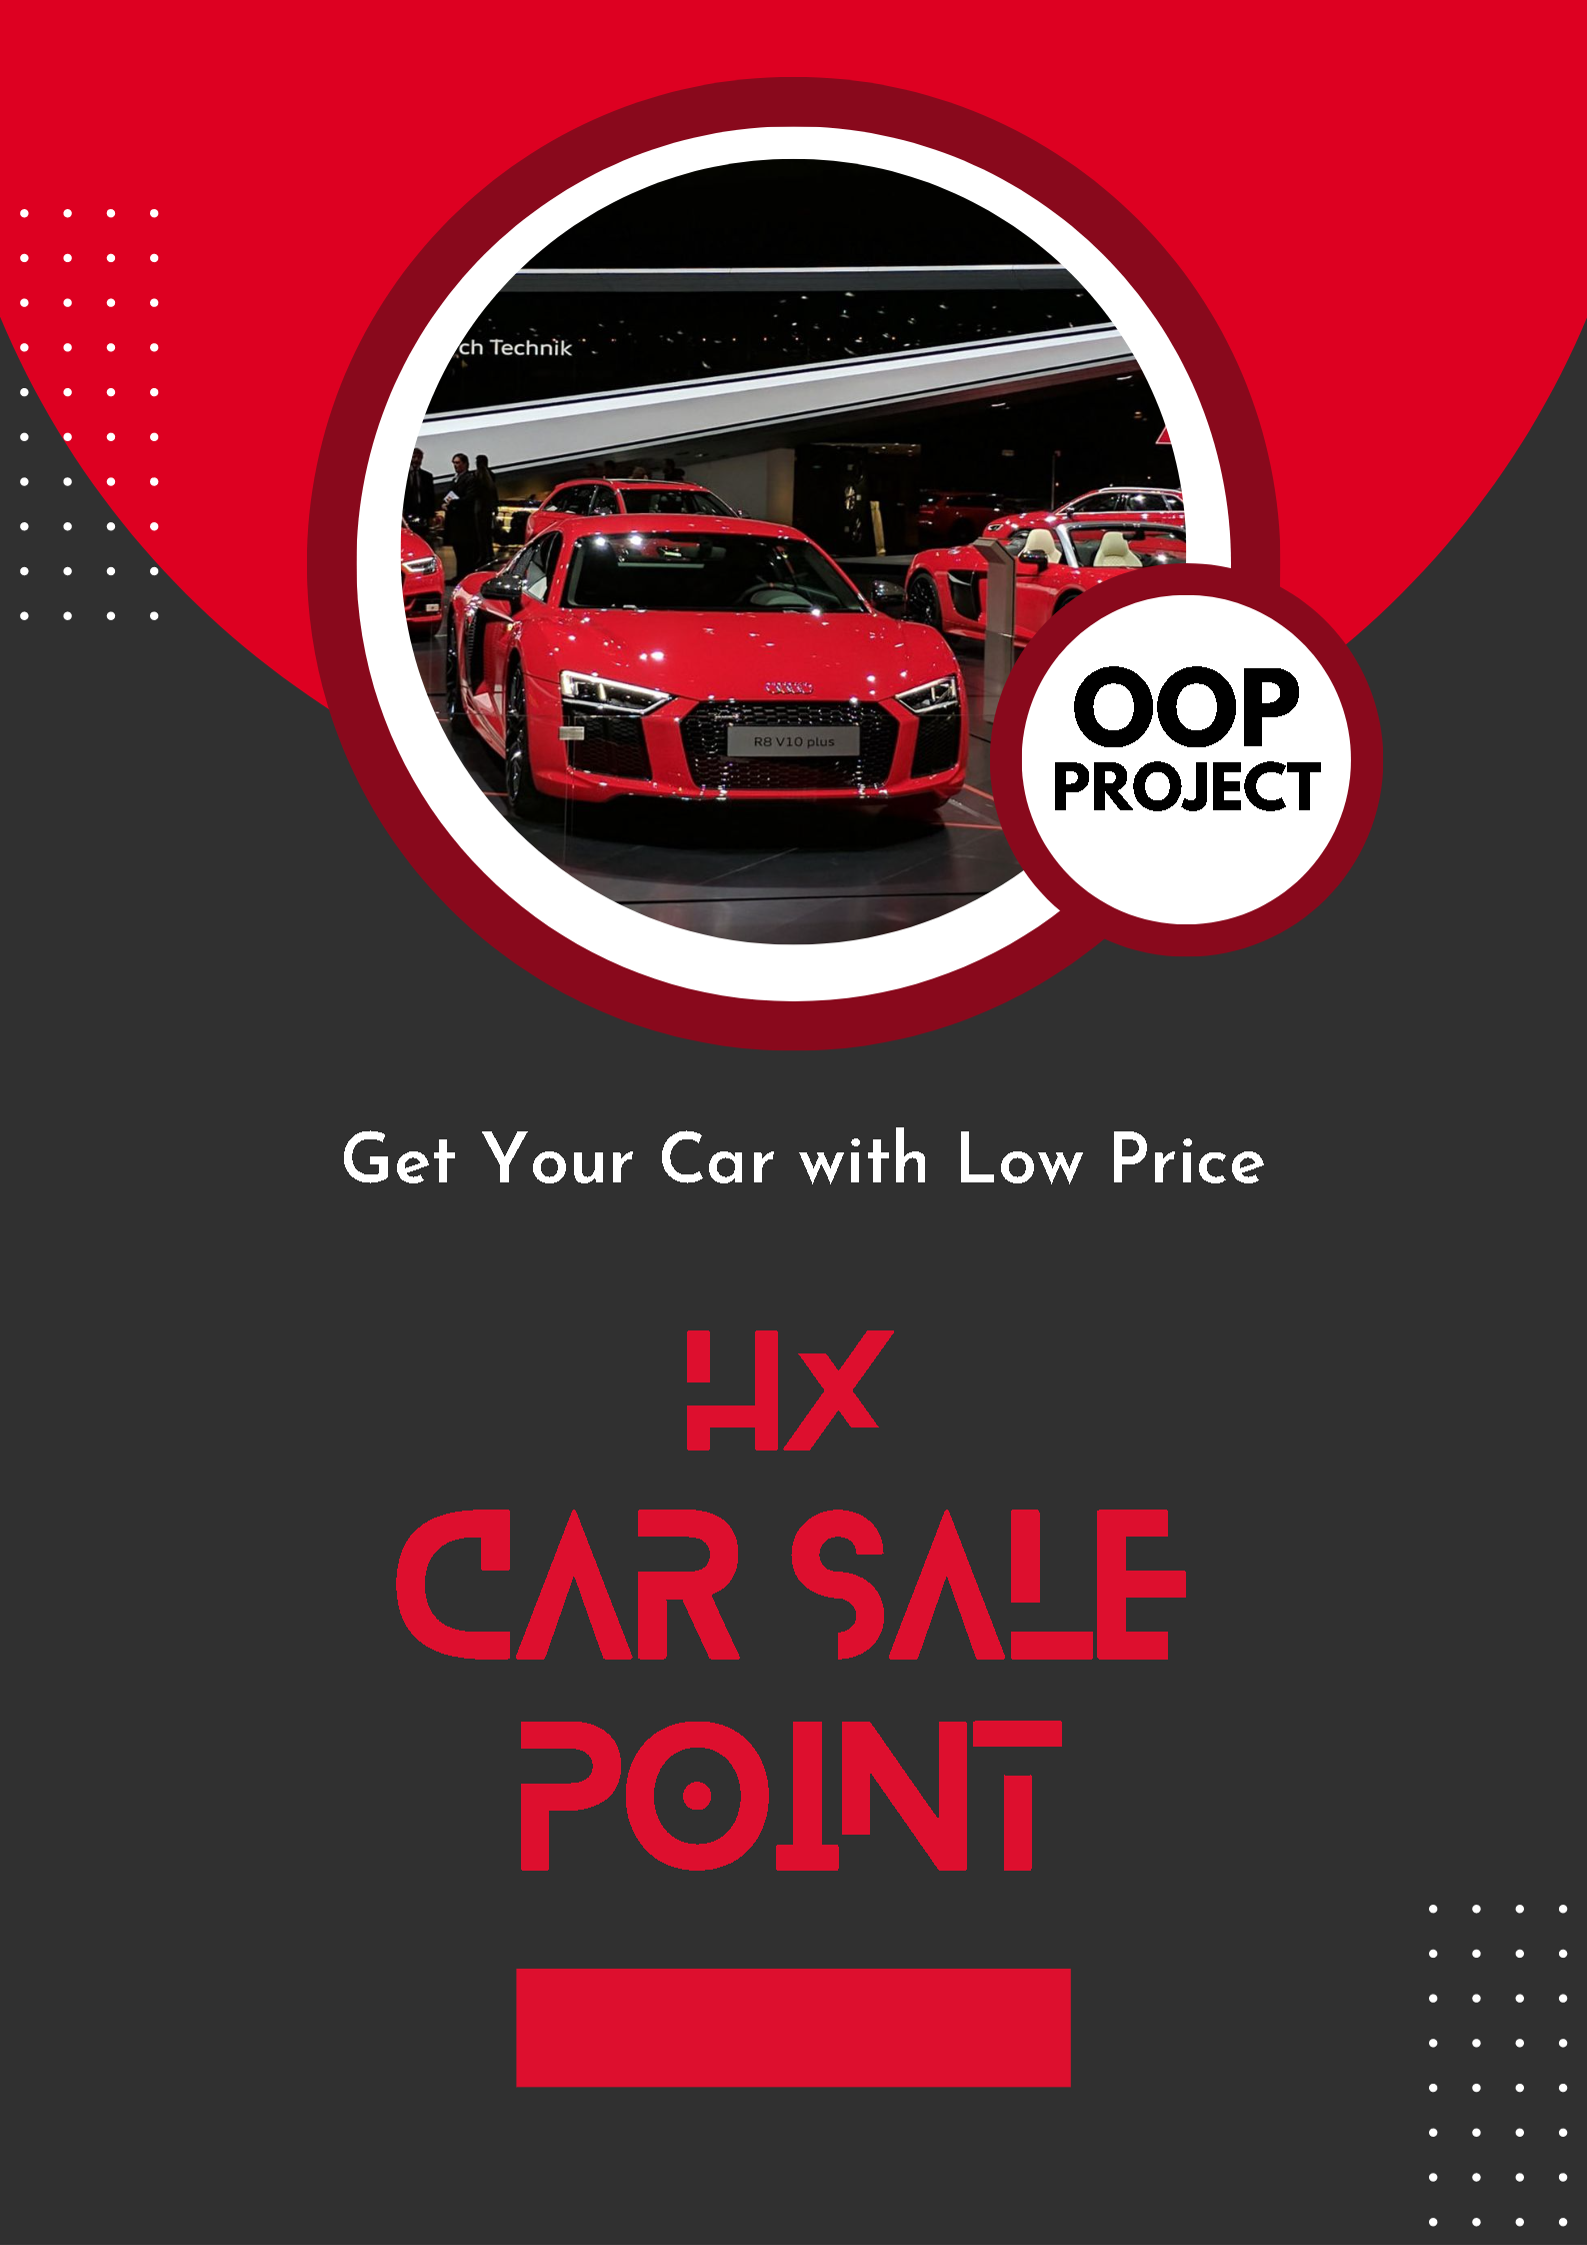 ch Technik
R8 V10 plus
OOP
PROJECT
Get Your Car with Low Price
HX
CAR SALE
POINT